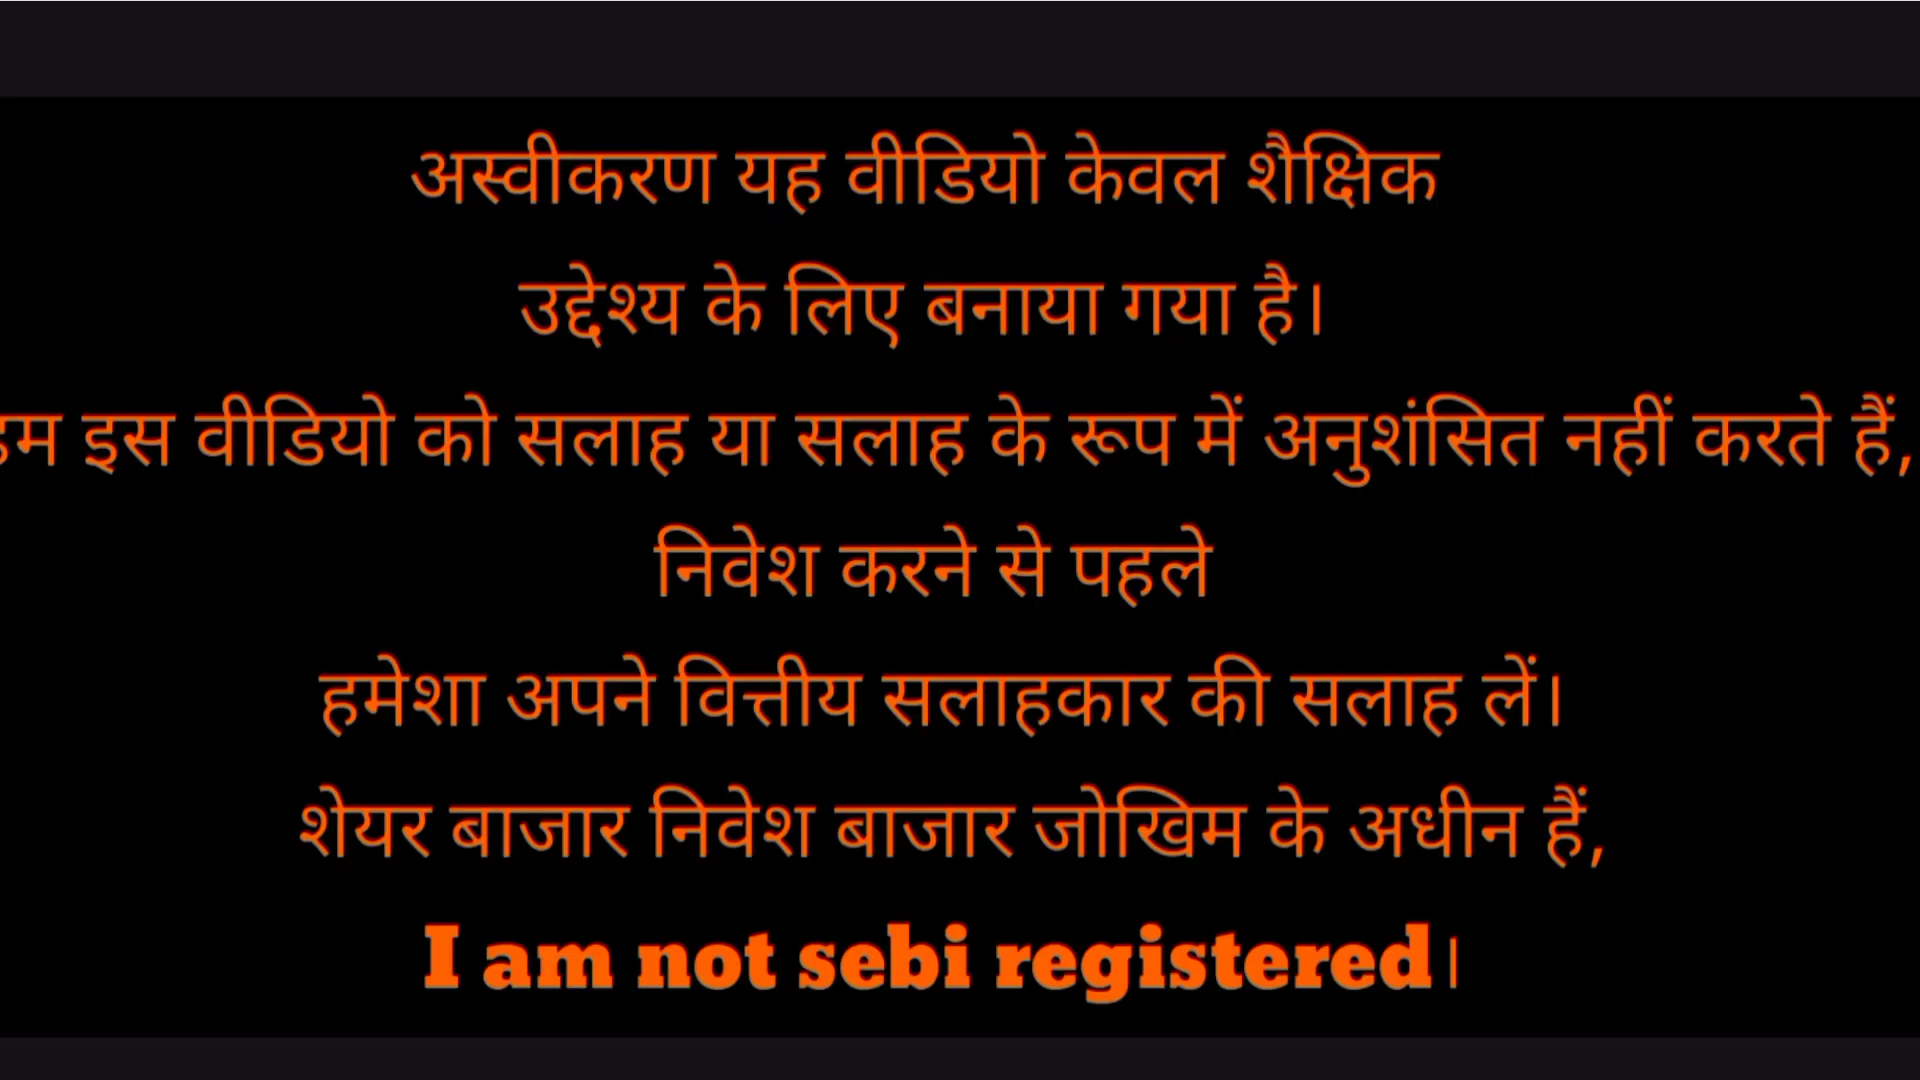 अस्वीकरण यह वीडियो केवल शैक्षिक
उद्देश्य के लिए बनाया गया है।
हम इस वीडियो को सलाह या सलाह के रूप में अनुशंसित नहीं करते हैं,
निवेश करने से पहले
हमेशा अपने वित्तीय सलाहकार की सलाह लें।
शेयर बाजार निवेश बाजार जोखिम के अधीन हैं,
I am not sebi registered।